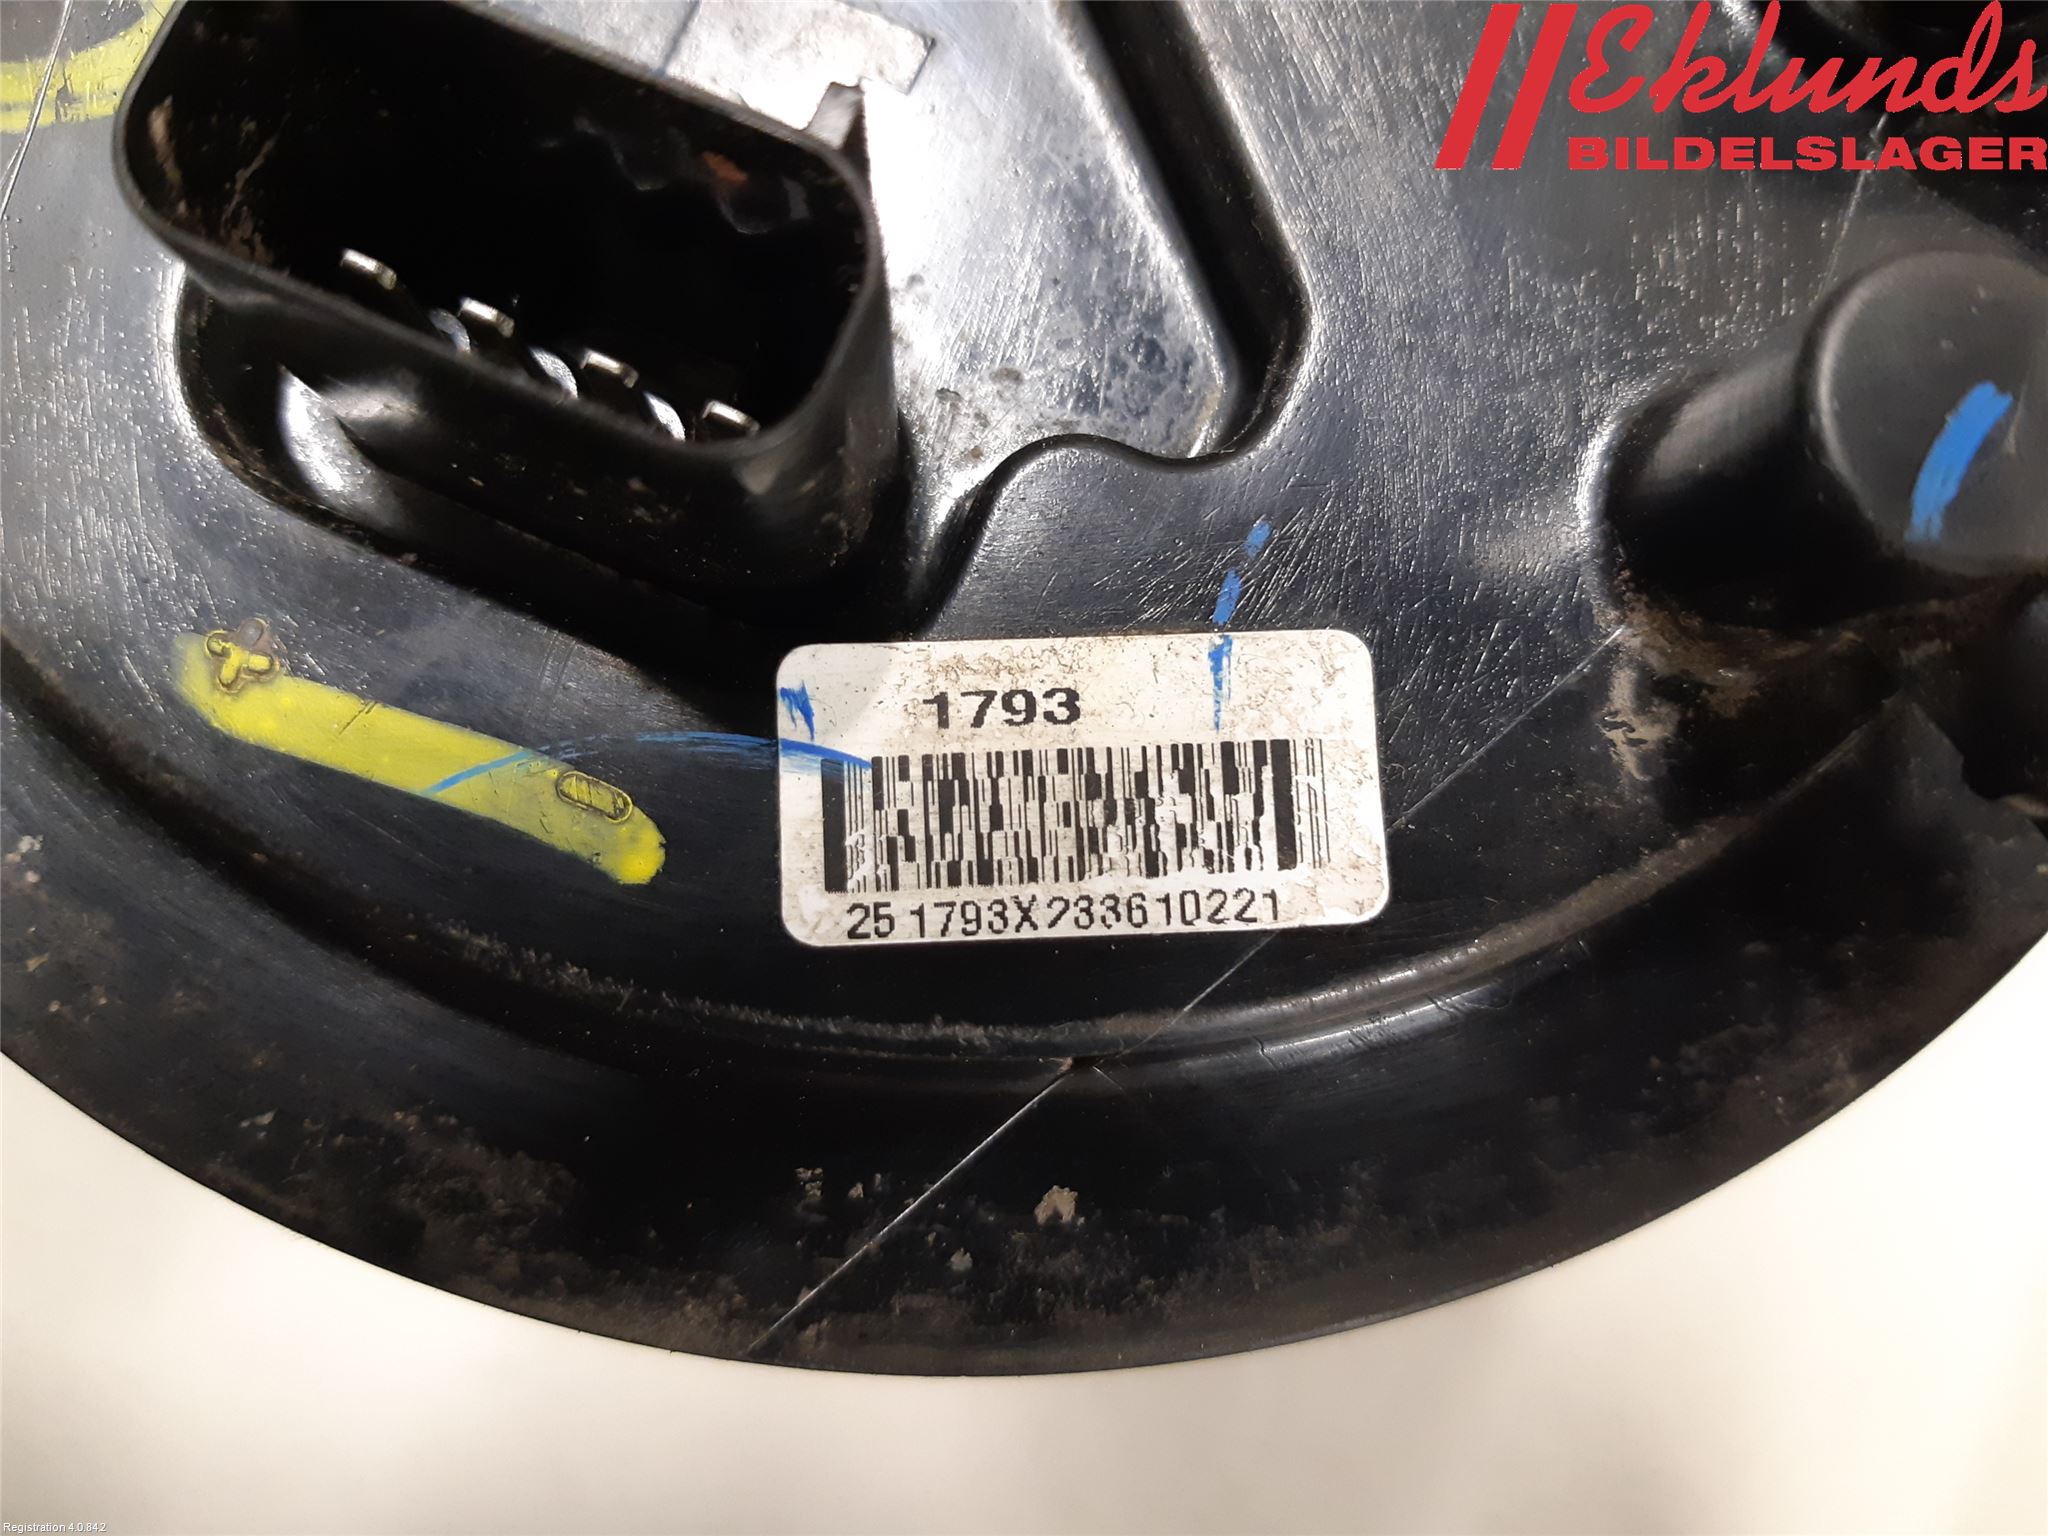 Eklunds
BILDELSLAGER
1793
25 1793X233610221
Registration 4.0.842